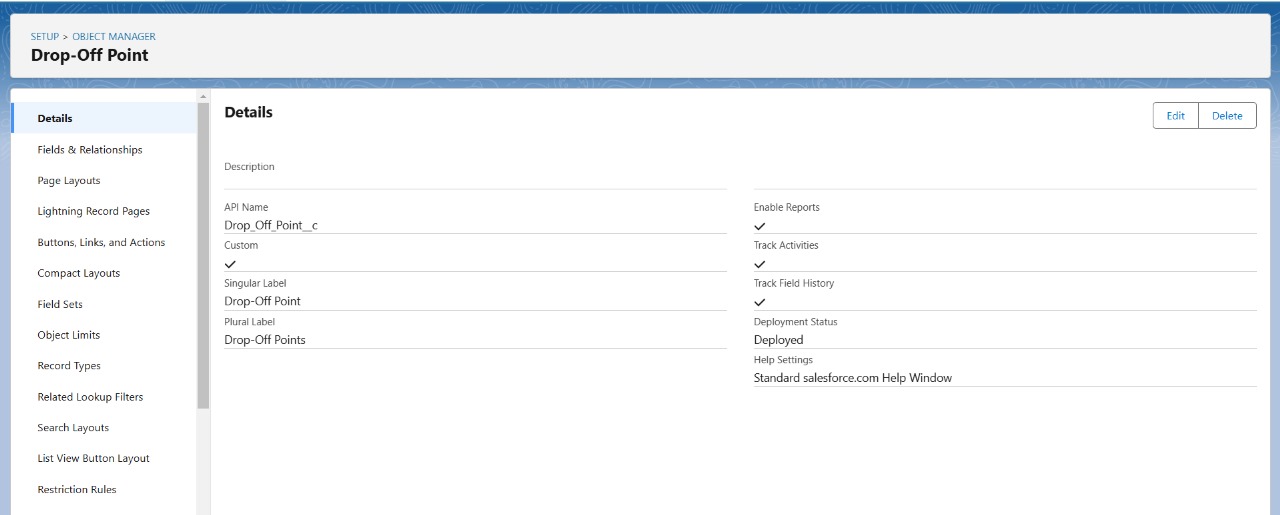 SETUP > OBJECT MANAGER
Drop-Off Point
Details
Fields & Relationships
Page Layouts
Lightning Record Pages
Buttons, Links, and Actions
Compact Layouts
Field Sets
Object Limits
Record Types
Related Lookup Filters
Search Layouts
List View Button Layout
Restriction Rules
Details
Edit
Delete
Description
API Name
Drop_Off_Point__c
Custom
Singular Label
Drop-Off Point
Plural Label
Drop-Off Points
Enable Reports
Track Activities
Track Field History
Deployment Status
Deployed
Help Settings
Standard salesforce.com Help Window